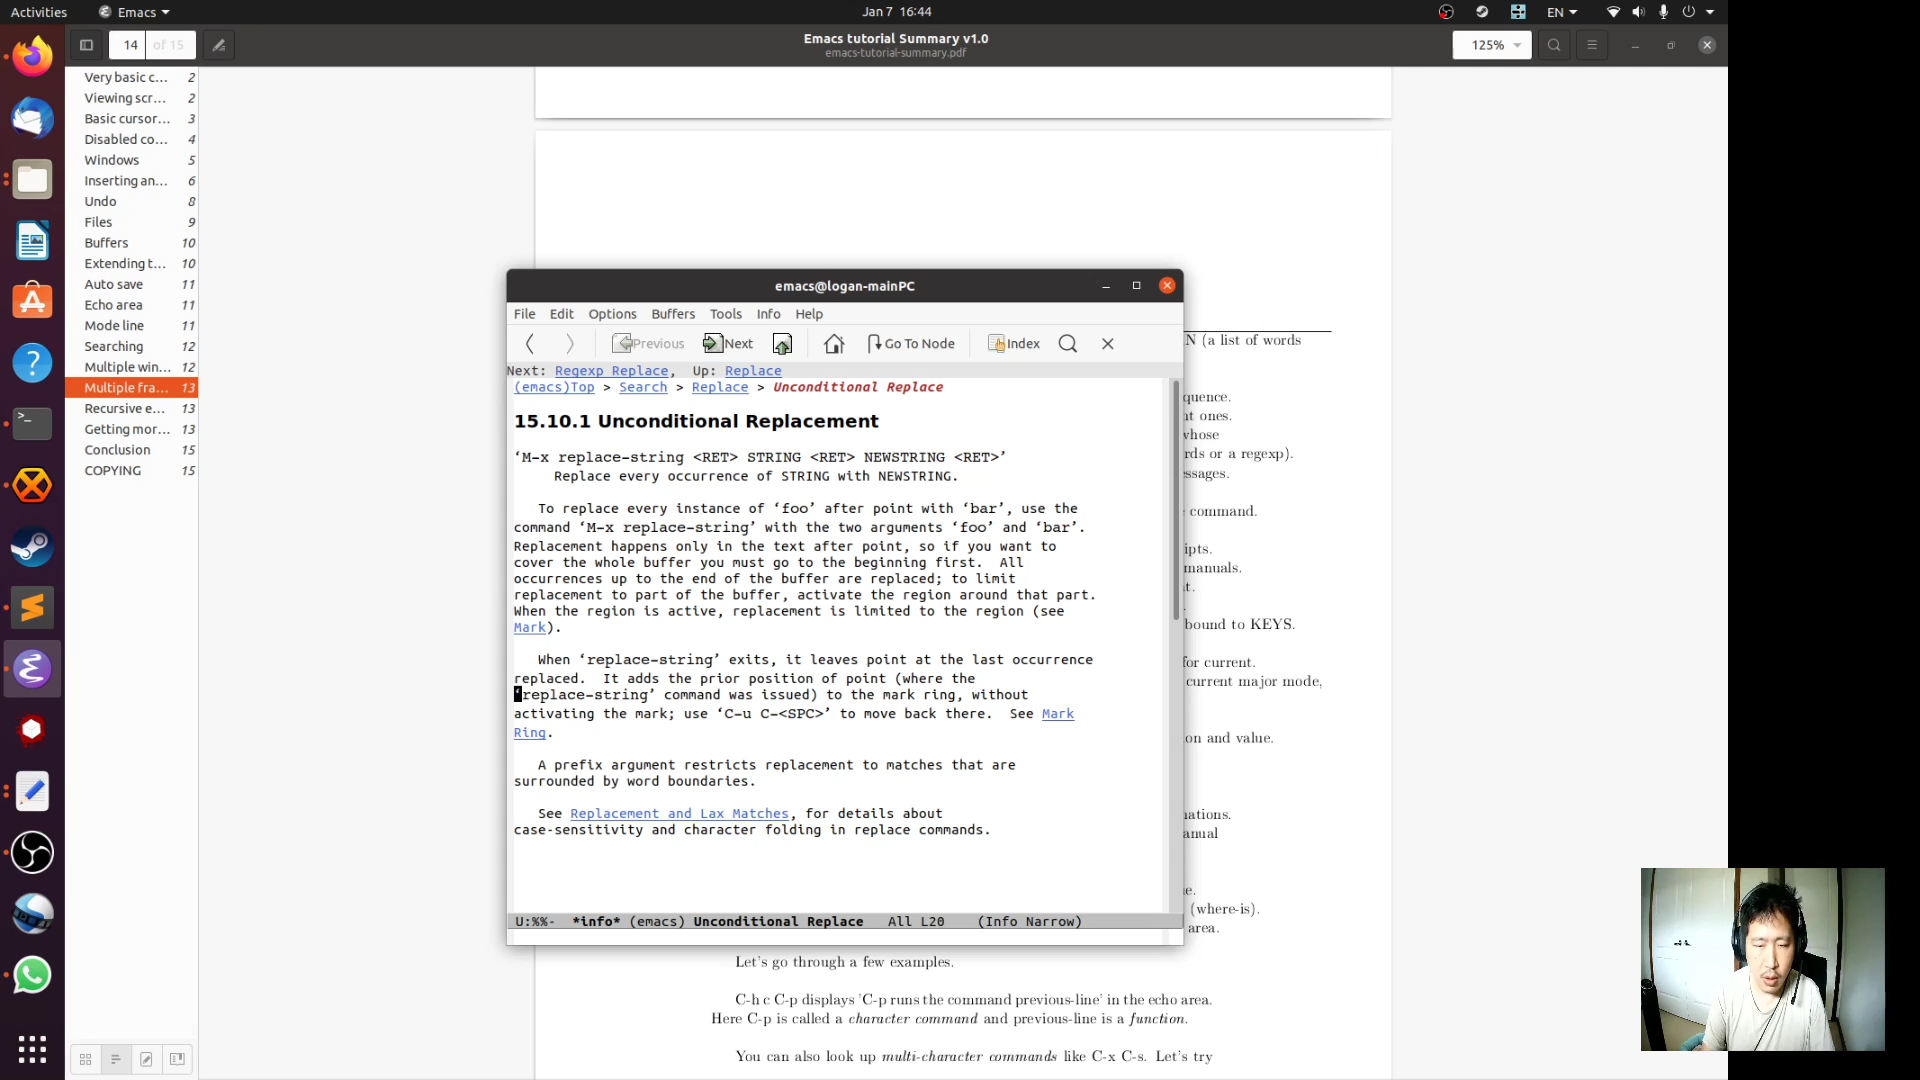 Activities
Emacs
Jan 7 16:44
EN
14 of 15
Emacs tutorial Summary v1.0
emacs-tutorial-summary.pdf
125%
Very basic c... 2
Viewing scr... 2
Basic cursor... 3
Disabled co... 4
Windows 5
Inserting an... 6
Undo 8
Files 9
Buffers 10
Extending t... 10
Auto save 11
Echo area 11
Mode line 11
Searching 12
Multiple win... 12
Multiple fra... 13
Recursive e... 13
Getting mor... 13
Conclusion 15
COPYING 15
emacs@logan-mainPC
File Edit Options Buffers Tools Info Help
Previous Next Go To Node Index
Next: Regexp Replace, Up: Replace
(emacs)Top > Search > Replace > Unconditional Replace
15.10.1 Unconditional Replacement
‘M-x replace-string <RET> STRING <RET> NEWSTRING <RET>’
Replace every occurrence of STRING with NEWSTRING.
To replace every instance of ‘foo’ after point with ‘bar’, use the
command ‘M-x replace-string’ with the two arguments ‘foo’ and ‘bar’.
Replacement happens only in the text after point, so if you want to
cover the whole buffer you must go to the beginning first. All
occurrences up to the end of the buffer are replaced; to limit
replacement to part of the buffer, activate the region around that part.
When the region is active, replacement is limited to the region (see
Mark).
When ‘replace-string’ exits, it leaves point at the last occurrence
replaced. It adds the prior position of point (where the
‘replace-string’ command was issued) to the mark ring, without
activating the mark; use ‘C-u C-<SPC>’ to move back there. See Mark
Ring.
A prefix argument restricts replacement to matches that are
surrounded by word boundaries.
See Replacement and Lax Matches, for details about
case-sensitivity and character folding in replace commands.
U:%%- *info* (emacs) Unconditional Replace All L20 (Info Narrow)
N (a list of words
quence.
nt ones.
whose
rds or a regexp).
ssages.
command.
ipts.
manuals.
nt.
bound to KEYS.
for current.
current major mode,
on and value.
nations.
anual
ne.
(where-is).
area.
Let's go through a few examples.
C-h c C-p displays 'C-p runs the command previous-line' in the echo area.
Here C-p is called a character command and previous-line is a function.
You can also look up multi-character commands like C-x C-s. Let's try